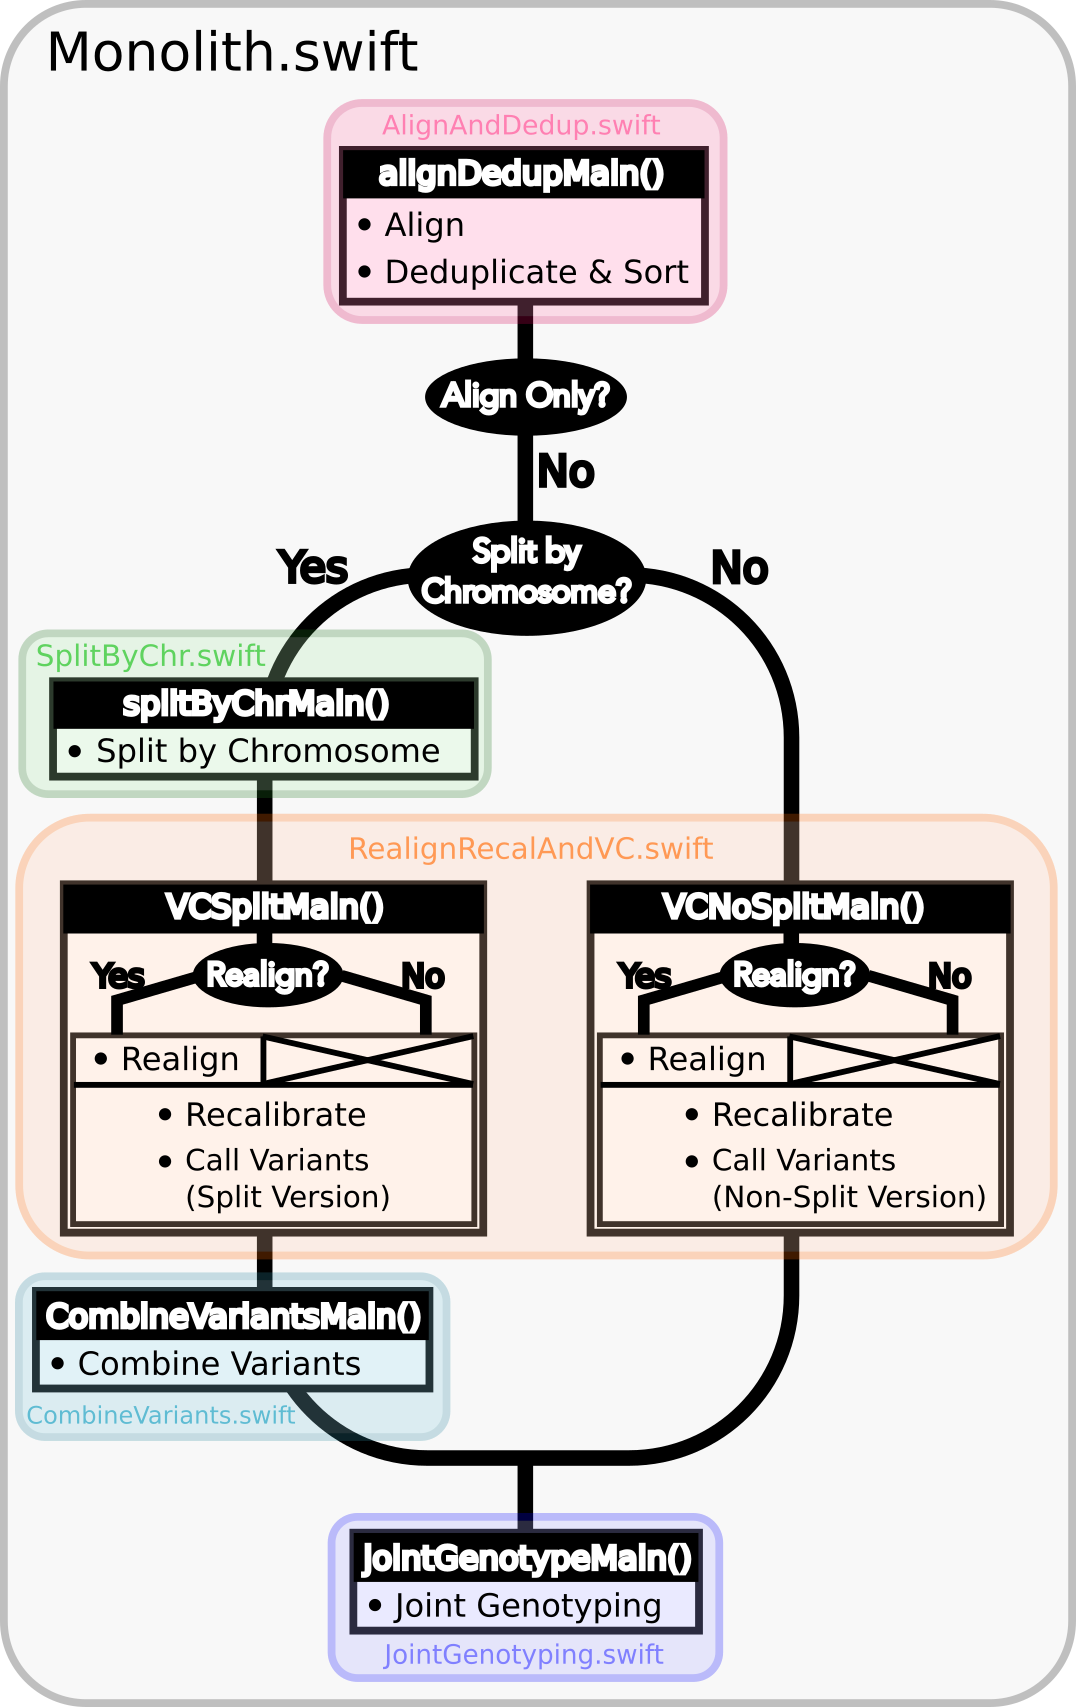 Monolith.swift
AlignAndDedup.swift
alignDedupMain()
• Align
• Deduplicate & Sort
Align Only?
No
Split by
Chromosome?
Yes
No
SplitByChr.swift
splitByChrMain()
• Split by Chromosome
RealignRecalAndVC.swift
VCSplitMain()
Realign?
Yes
No
• Realign
• Recalibrate
• Call Variants
(Split Version)
VCNoSplitMain()
Realign?
Yes
No
• Realign
• Recalibrate
• Call Variants
(Non-Split Version)
CombineVariantsMain()
• Combine Variants
CombineVariants.swift
JointGenotypeMain()
• Joint Genotyping
JointGenotyping.swift